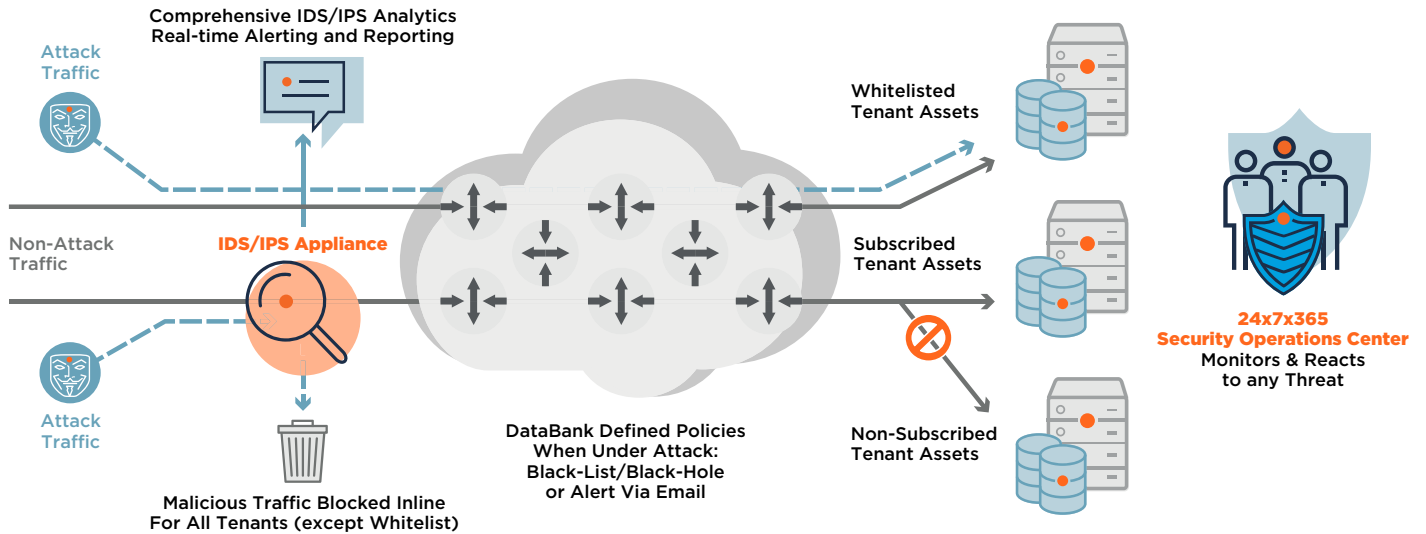 Comprehensive IDS/IPS Analytics
Real-time Alerting and Reporting
Attack
Traffic
Non-Attack
Traffic
IDS/IPS Appliance
Attack
Traffic
Malicious Traffic Blocked Inline
For All Tenants (except Whitelist)
DataBank Defined Policies
When Under Attack:
Black-List/Black-Hole
or Alert Via Email
Whitelisted
Tenant Assets
Subscribed
Tenant Assets
Non-Subscribed
Tenant Assets
24x7x365
Security Operations Center
Monitors & Reacts
to any Threat